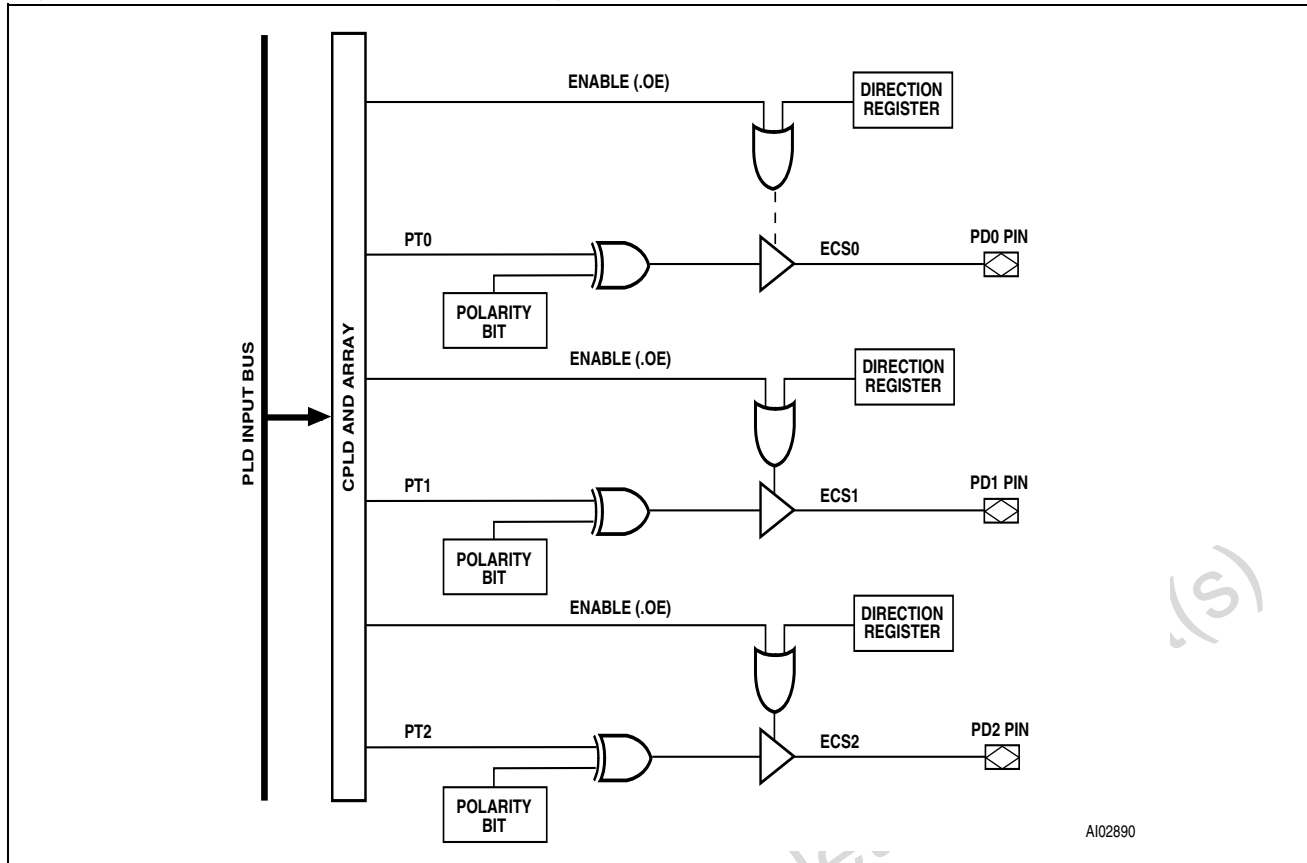 ENABLE (.OE)
DIRECTION
REGISTER
PT0
ECS0
PD0 PIN
POLARITY
BIT
ENABLE (.OE)
DIRECTION
REGISTER
PLD INPUT BUS
CPLD AND ARRAY
PT1
ECS1
PD1 PIN
POLARITY
BIT
ENABLE (.OE)
DIRECTION
REGISTER
PT2
ECS2
PD2 PIN
POLARITY
BIT
AI02890
(s)